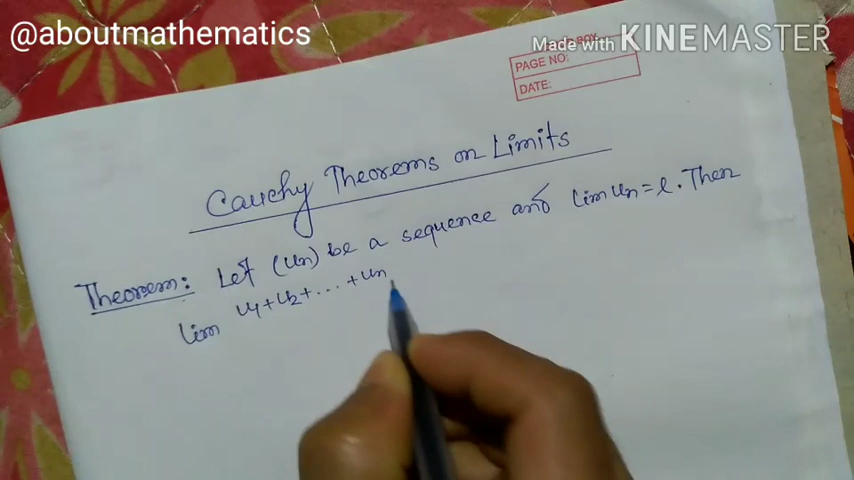 @aboutmathematics
Made with KINEMASTER
PAGE NO:
DATE:
Cauchy Theorems on Limits
Theorem: Let (un) be a sequence and lim un = l. Then
lim u1+u2+...+un